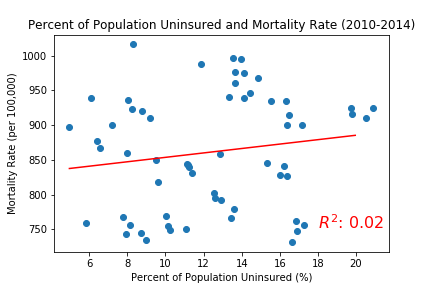 Percent of Population Uninsured and Mortality Rate (2010-2014)
Mortality Rate (per 100,000)
1000
950
900
850
800
750
R²: 0.02
6 8 10 12 14 16 18 20
Percent of Population Uninsured (%)